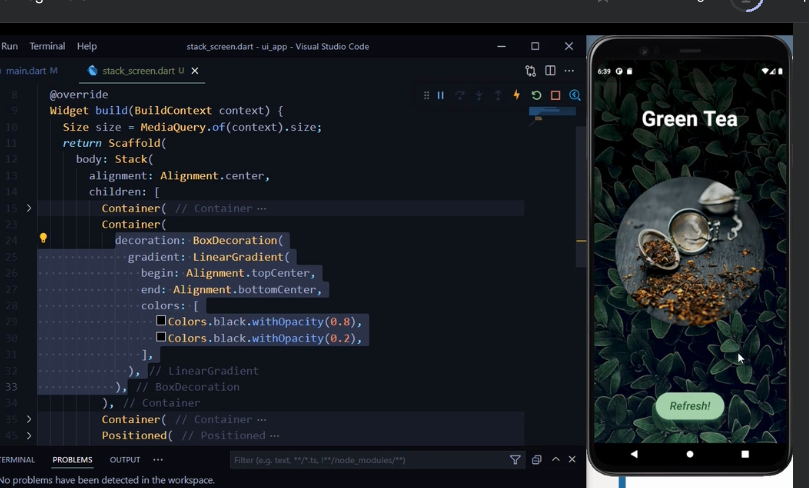 Run Terminal Help stack_screen.dart - ui_app - Visual Studio Code
main.dart M stack_screen.dart U
8 @override
9 Widget build(BuildContext context) {
10 Size size = MediaQuery.of(context).size;
11 return Scaffold(
12 body: Stack(
13 alignment: Alignment.center,
14 children: [
15 Container( // Container ...
23 Container(
24 decoration: BoxDecoration(
25 gradient: LinearGradient(
26 begin: Alignment.topCenter,
27 end: Alignment.bottomCenter,
28 colors: [
29 Colors.black.withOpacity(0.8),
30 Colors.black.withOpacity(0.2),
31 ],
32 ), // LinearGradient
33 ), // BoxDecoration
34 ), // Container
35 Container( // Container ...
45 Positioned( // Positioned ...
TERMINAL PROBLEMS OUTPUT ... Filter (e.g. text, **/*.ts, !**/node_modules/**)
No problems have been detected in the workspace.
6:39
Green Tea
Refresh!